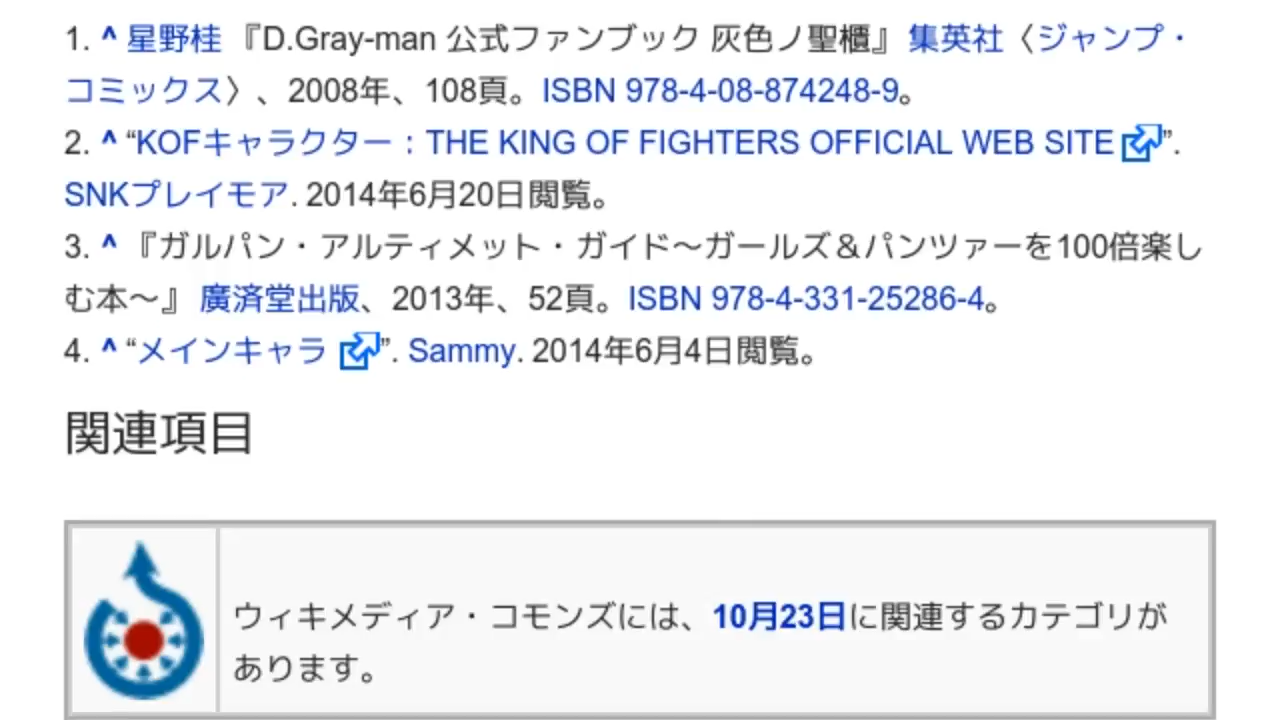 1. ^ 星野桂 『D.Gray-man 公式ファンブック 灰色ノ聖櫃』 集英社〈ジャンプ・
コミックス〉、2008年、108頁。ISBN 978-4-08-874248-9。
2. ^ “KOFキャラクター : THE KING OF FIGHTERS OFFICIAL WEB SITE”.
SNKプレイモア. 2014年6月20日閲覧。
3. ^ 『ガルパン・アルティメット・ガイド〜ガールズ＆パンツァーを100倍楽し
む本〜』 廣済堂出版、2013年、52頁。ISBN 978-4-331-25286-4。
4. ^ “メインキャラ”. Sammy. 2014年6月4日閲覧。
関連項目
ウィキメディア・コモンズには、10月23日に関連するカテゴリが
あります。